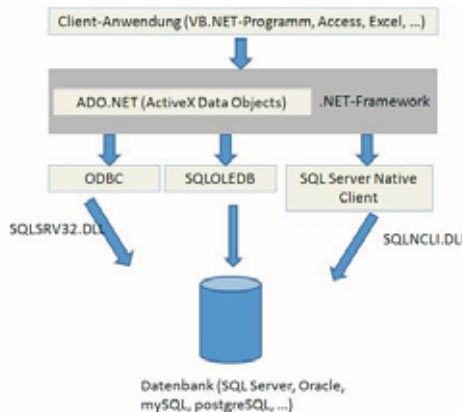 Client-Anwendung (VB.NET-Programm, Access, Excel, ...)
ADO.NET (ActiveX Data Objects)
.NET-Framework
ODBC
SQLOLEDB
SQL Server Native
Client
SQLSRV32.DLL
SQLNCLI.DLL
Datenbank (SQL Server, Oracle,
mySQL, postgreSQL, ...)